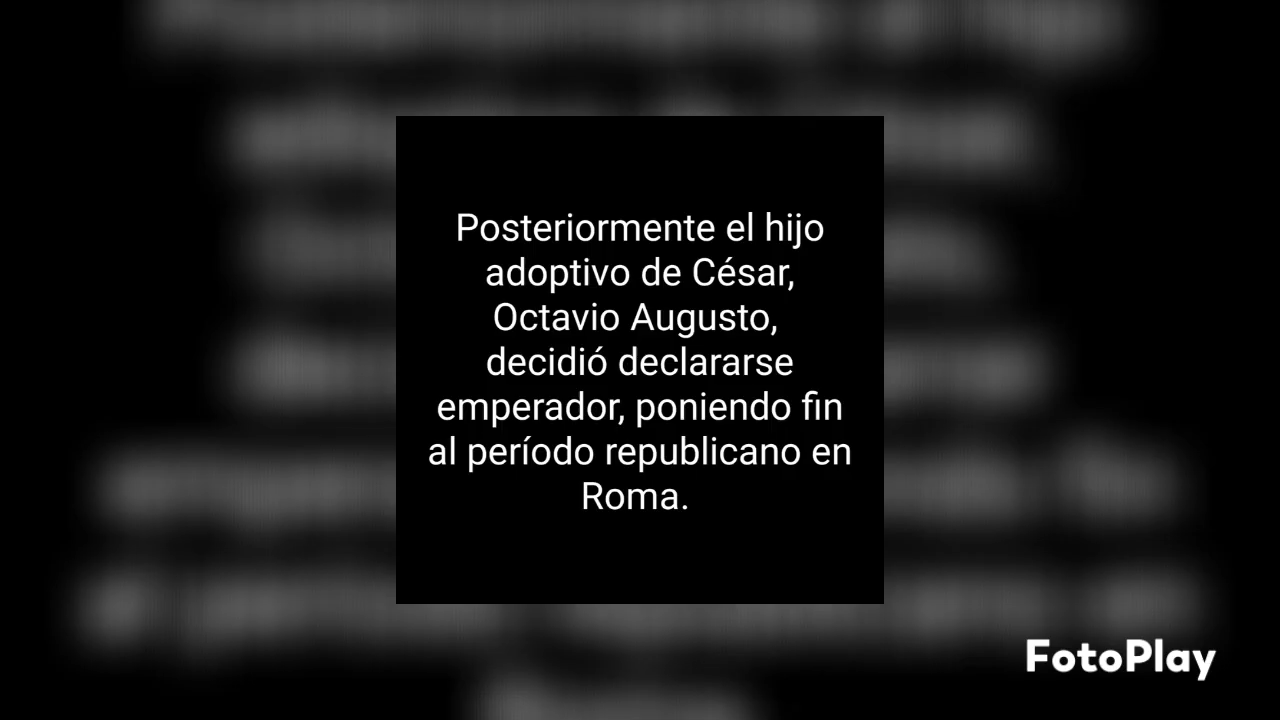 Posteriormente el hijo
adoptivo de César,
Octavio Augusto,
decidió declararse
emperador, poniendo fin
al período republicano en
Roma.
FotoPlay